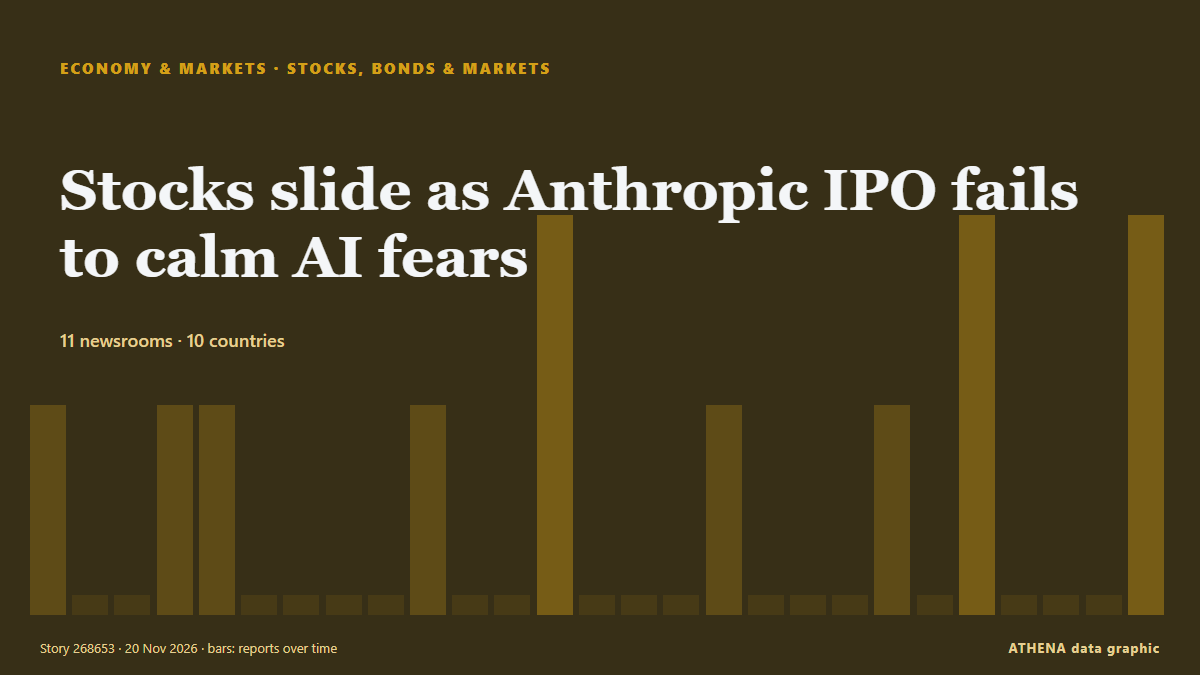 ECONOMY & MARKETS · STOCKS, BONDS & MARKETS
Stocks slide as Anthropic IPO fails
to calm AI fears
11 newsrooms · 10 countries
Story 268653 · 20 Nov 2026 · bars: reports over time
ATHENA data graphic